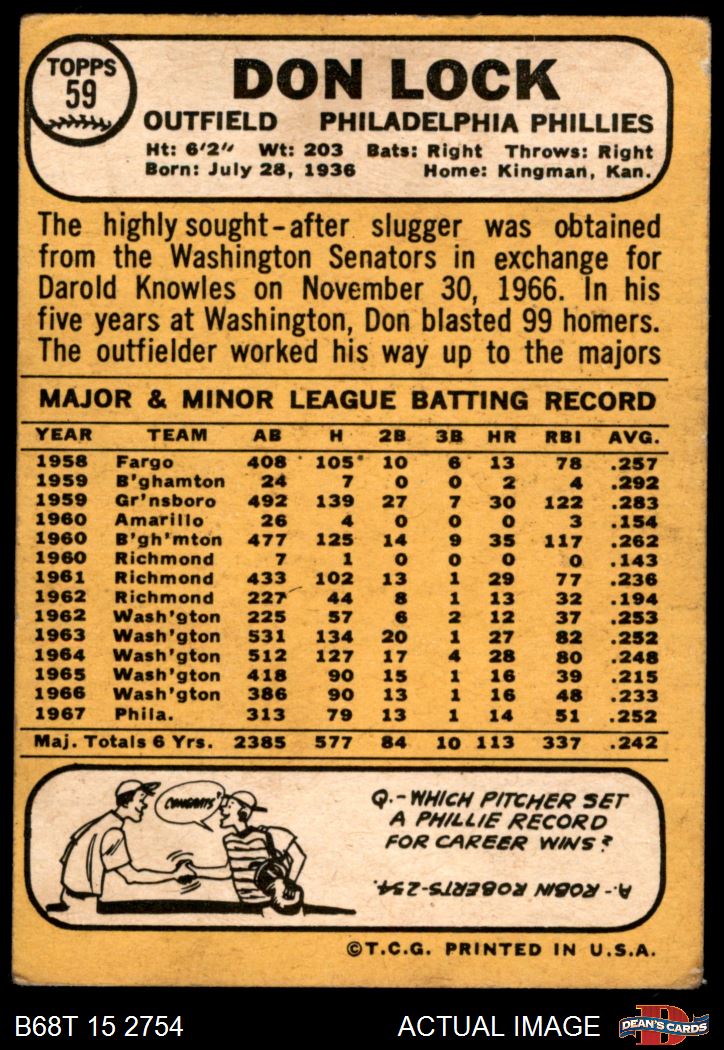 TOPPS
59
DON LOCK
OUTFIELD PHILADELPHIA PHILLIES
Ht: 6'2" Wt: 203 Bats: Right Throws: Right
Born: July 28, 1936 Home: Kingman, Kan.
The highly sought-after slugger was obtained
from the Washington Senators in exchange for
Darold Knowles on November 30, 1966. In his
five years at Washington, Don blasted 99 homers.
The outfielder worked his way up to the majors
MAJOR & MINOR LEAGUE BATTING RECORD
YEAR TEAM AB H 2B 3B HR RBI AVG.
1958 Fargo 408 105 10 6 13 78 .257
1959 B'ghamton 24 7 0 0 2 4 .292
1959 Gr'nsboro 492 139 27 7 30 122 .283
1960 Amarillo 26 4 0 0 0 3 .154
1960 B'gh'mton 477 125 14 9 35 117 .262
1960 Richmond 7 1 0 0 0 0 .143
1961 Richmond 433 102 13 1 29 77 .236
1962 Richmond 227 44 8 1 13 32 .194
1962 Wash'gton 225 57 6 2 12 37 .253
1963 Wash'gton 531 134 20 1 27 82 .252
1964 Wash'gton 512 127 17 4 28 80 .248
1965 Wash'gton 418 90 15 1 16 39 .215
1966 Wash'gton 386 90 13 1 16 48 .233
1967 Phila. 313 79 13 1 14 51 .252
Maj. Totals 6 Yrs. 2385 577 84 10 113 337 .242
CONGRATS'
Q.-WHICH PITCHER SET
A PHILLIE RECORD
FOR CAREER WINS?
A.-ROBIN ROBERTS-254.
©T.C.G. PRINTED IN U.S.A.
B68T 15 2754 ACTUAL IMAGE
D
DEAN'S CARDS